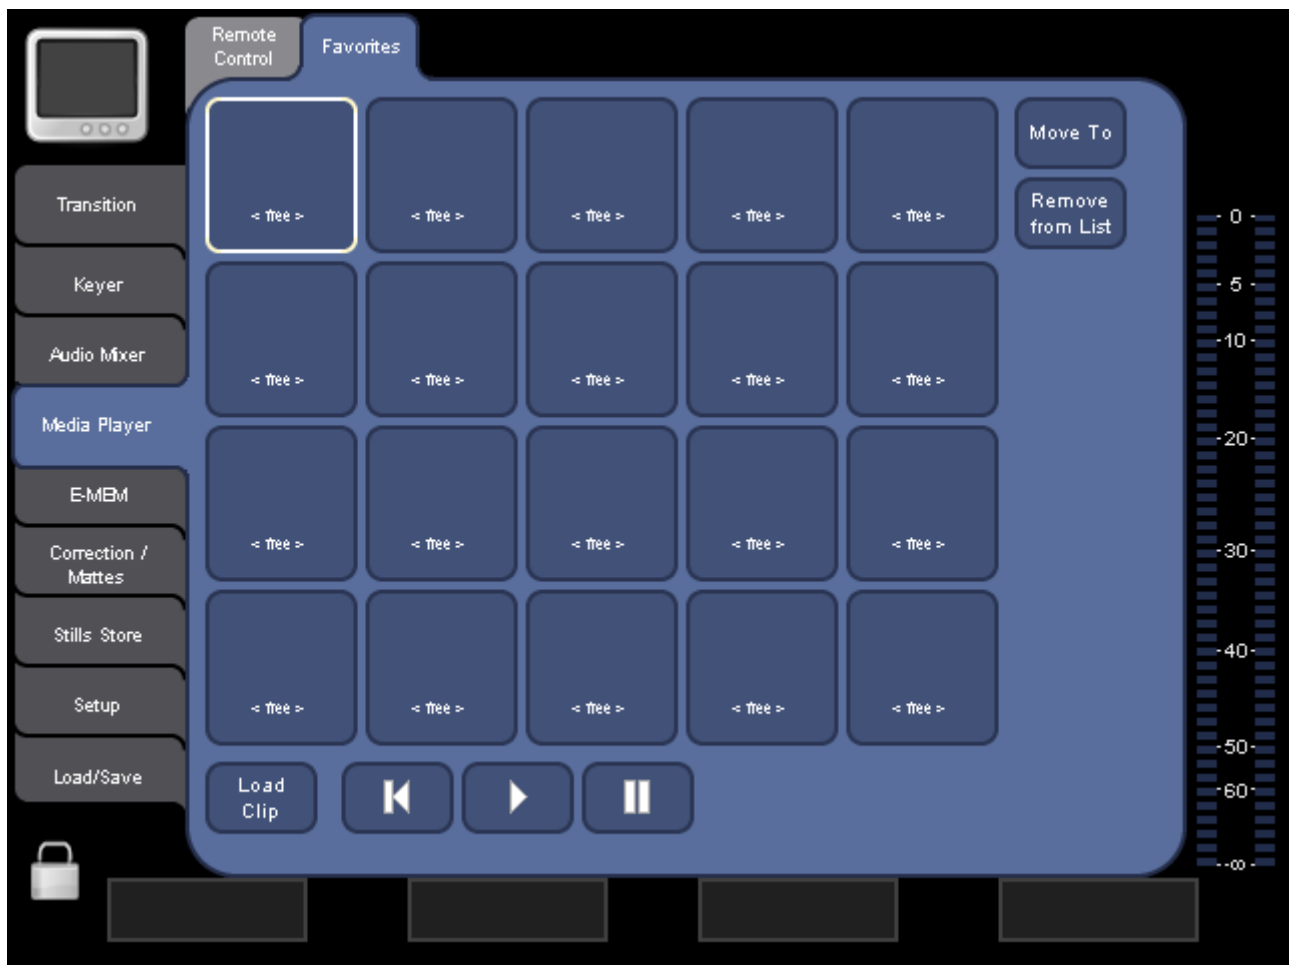 Remote
Control
Favorites
Transition
Keyer
Audio Mixer
Media Player
E-MEM
Correction /
Mattes
Stills Store
Setup
Load/Save
< free > < free > < free > < free > < free >
< free > < free > < free > < free > < free >
< free > < free > < free > < free > < free >
< free > < free > < free > < free > < free >
Move To
Remove
from List
Load
Clip
- 0 -
- 5 -
-10-
-20-
-30-
-40-
-50-
-60-
--∞ -